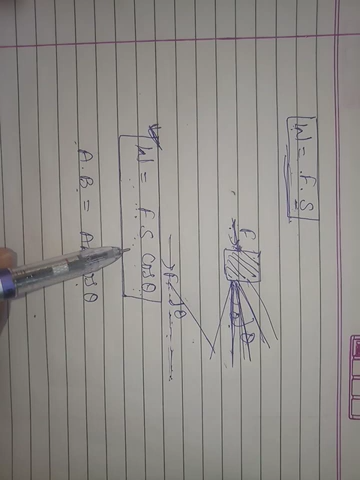 W = F.S
F
θ
θ
W = F.S Cosθ
A.B = A
θ